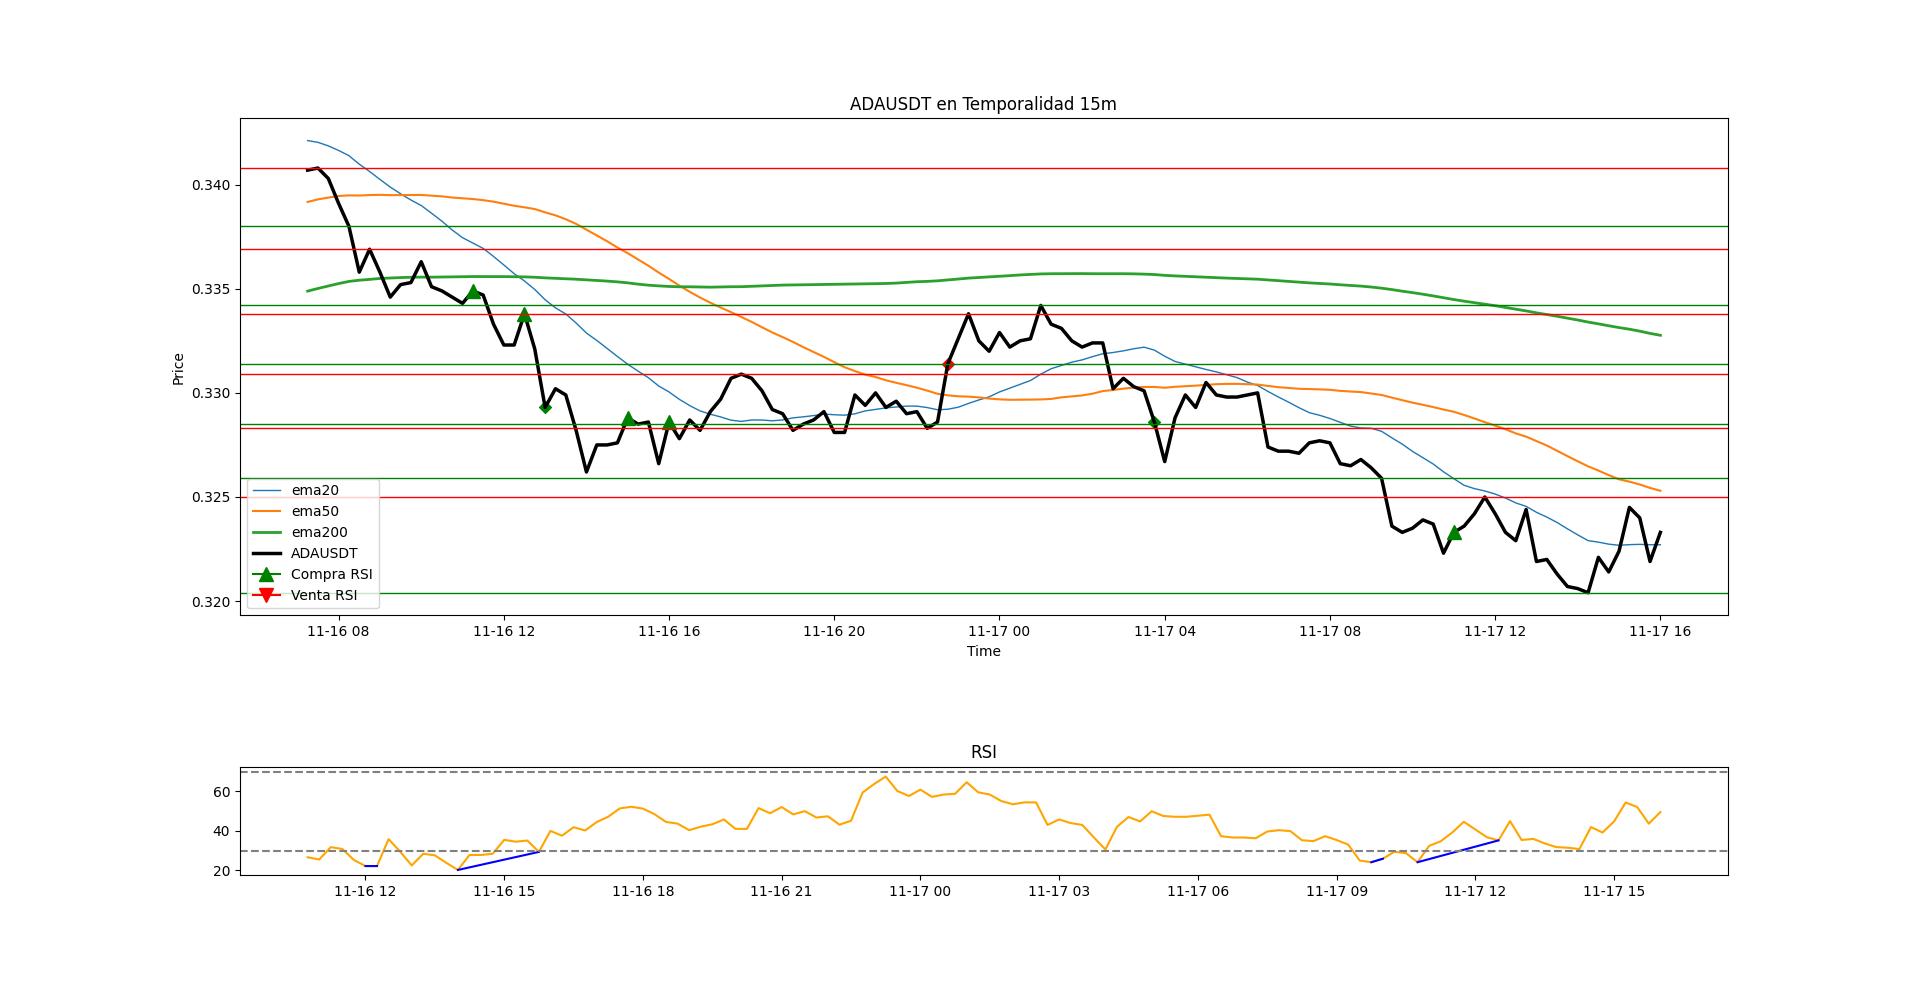 ADAUSDT en Temporalidad 15m
Price
0.340
0.335
0.330
0.325
0.320
ema20
ema50
ema200
ADAUSDT
Compra RSI
Venta RSI
11-16 08 11-16 12 11-16 16 11-16 20 11-17 00 11-17 04 11-17 08 11-17 12 11-17 16
Time
RSI
60
40
20
11-16 12 11-16 15 11-16 18 11-16 21 11-17 00 11-17 03 11-17 06 11-17 09 11-17 12 11-17 15